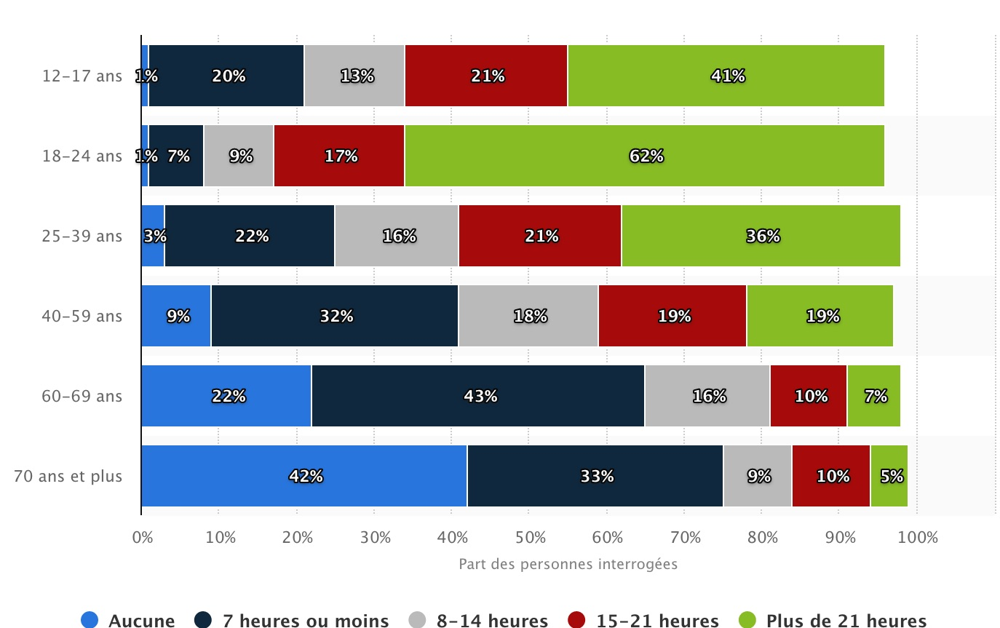 12–17 ans 1% 20% 13% 21% 41%
18–24 ans 1% 7% 9% 17% 62%
25–39 ans 3% 22% 16% 21% 36%
40–59 ans 9% 32% 18% 19% 19%
60–69 ans 22% 43% 16% 10% 7%
70 ans et plus 42% 33% 9% 10% 5%
0% 10% 20% 30% 40% 50% 60% 70% 80% 90% 100%
Part des personnes interrogées
Aucune 7 heures ou moins 8–14 heures 15–21 heures Plus de 21 heures